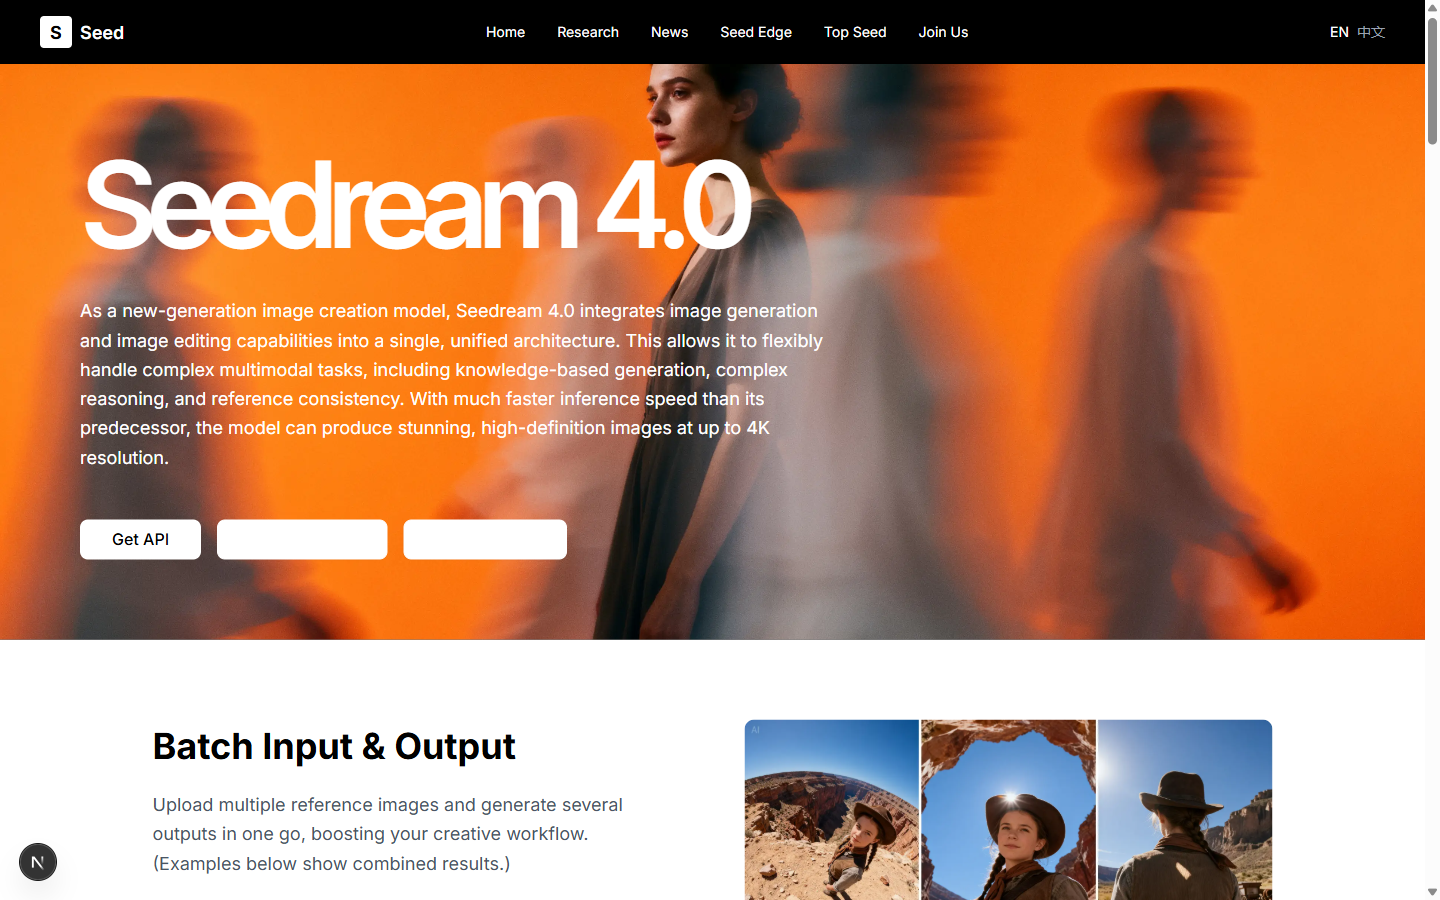 S Seed
Home Research News Seed Edge Top Seed Join Us
EN 中文
Seedream 4.0
As a new-generation image creation model, Seedream 4.0 integrates image generation
and image editing capabilities into a single, unified architecture. This allows it to flexibly
handle complex multimodal tasks, including knowledge-based generation, complex
reasoning, and reference consistency. With much faster inference speed than its
predecessor, the model can produce stunning, high-definition images at up to 4K
resolution.
Get API
Batch Input & Output
Upload multiple reference images and generate several
outputs in one go, boosting your creative workflow.
(Examples below show combined results.)
AI
N